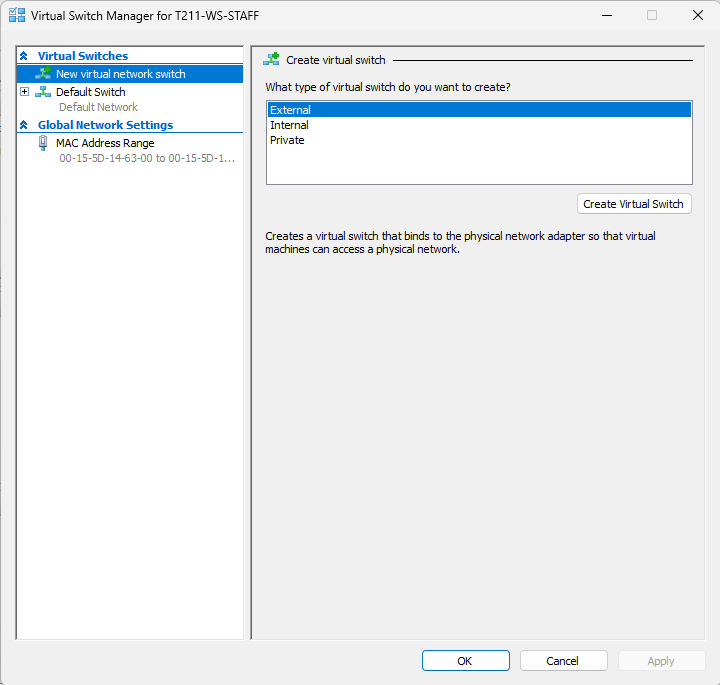 Virtual Switch Manager for T211-WS-STAFF
Virtual Switches
New virtual network switch
Default Switch
Default Network
Global Network Settings
MAC Address Range
00-15-5D-14-63-00 to 00-15-5D-1...
Create virtual switch
What type of virtual switch do you want to create?
External
Internal
Private
Create Virtual Switch
Creates a virtual switch that binds to the physical network adapter so that virtual
machines can access a physical network.
OK
Cancel
Apply